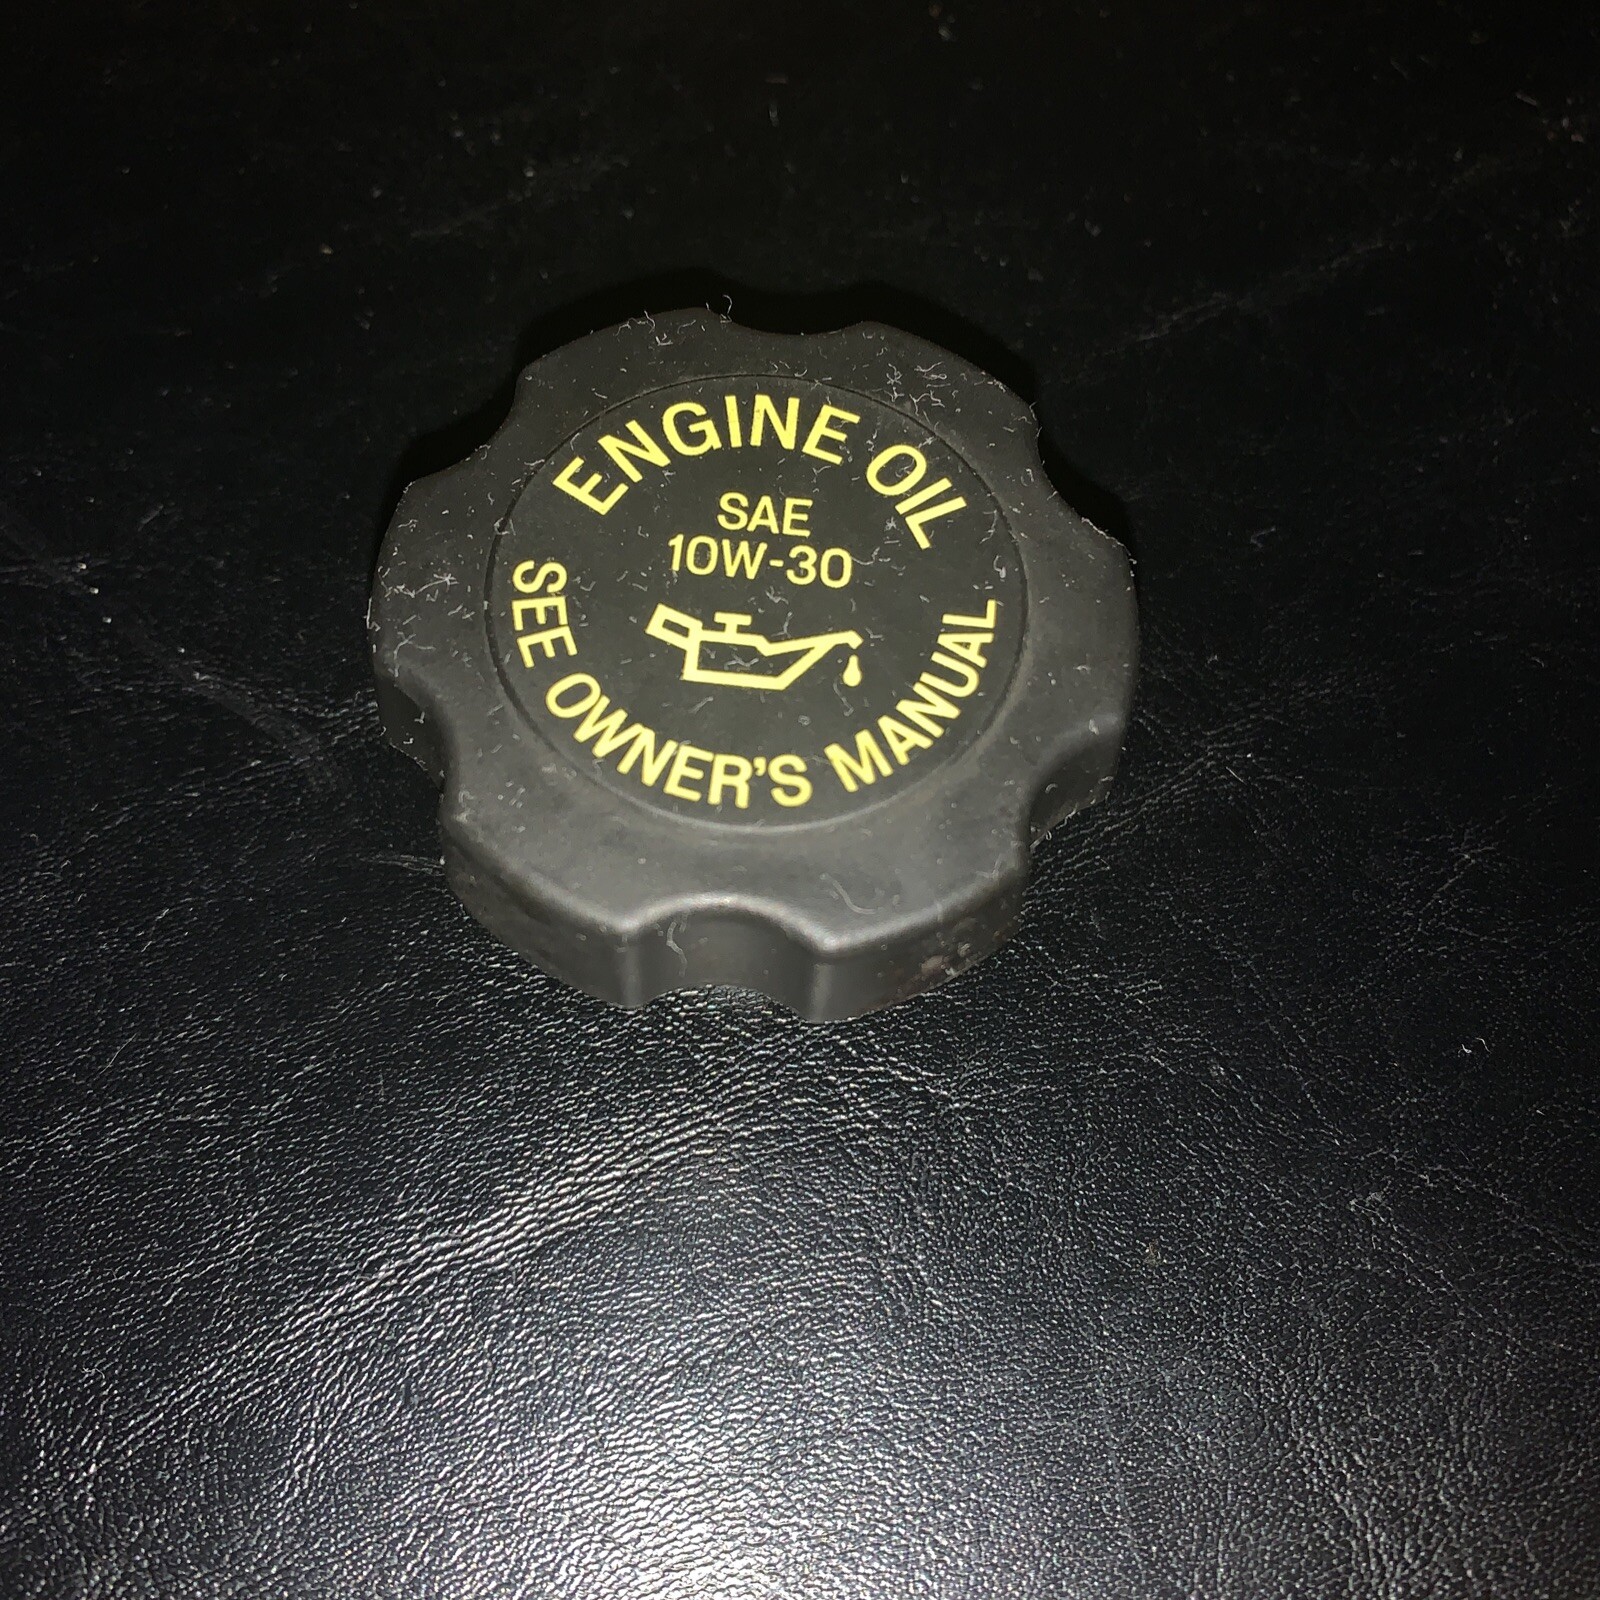 ENGINE OIL
SAE
10W-30
SEE OWNER'S MANUAL